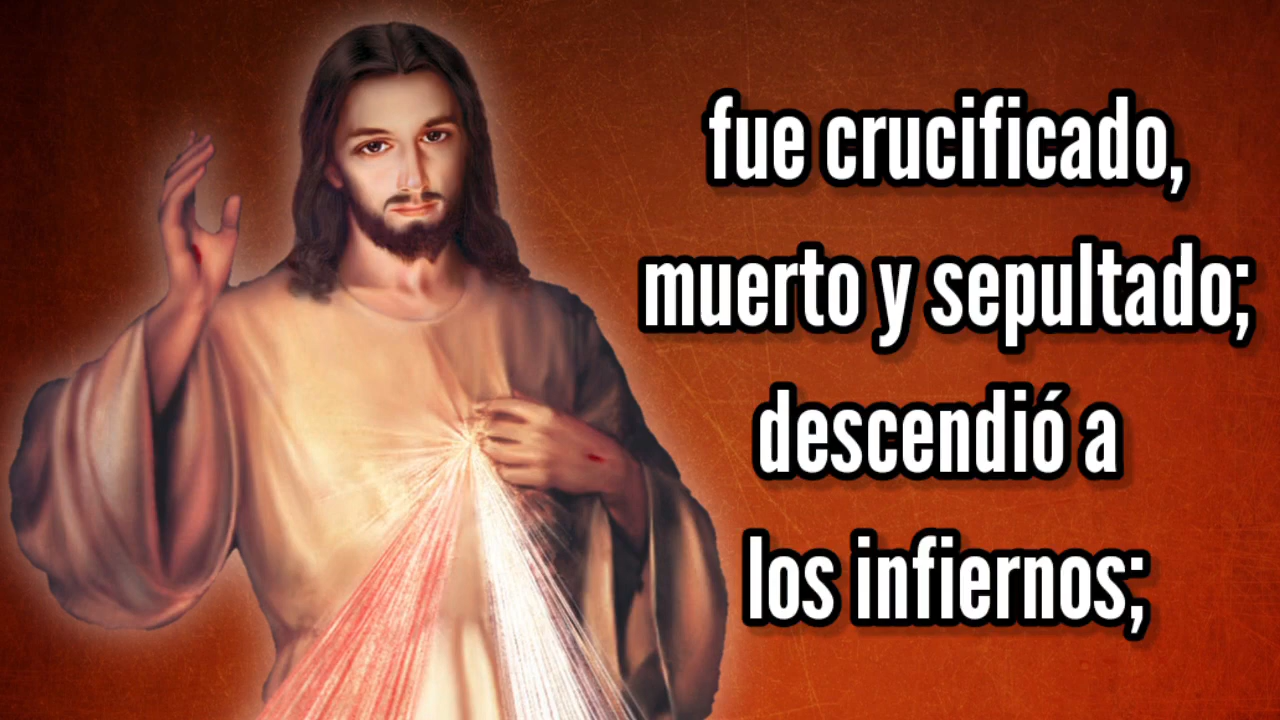 fue crucificado,
muerto y sepultado;
descendió a
los infiernos;